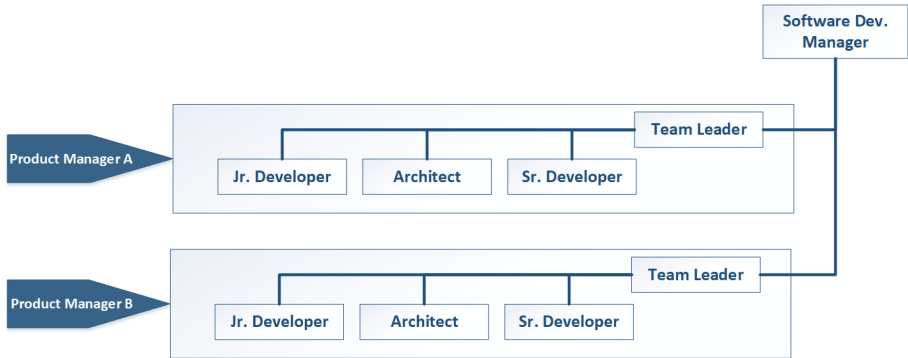 Software Dev.
Manager
Team Leader
Product Manager A
Jr. Developer
Architect
Sr. Developer
Team Leader
Product Manager B
Jr. Developer
Architect
Sr. Developer